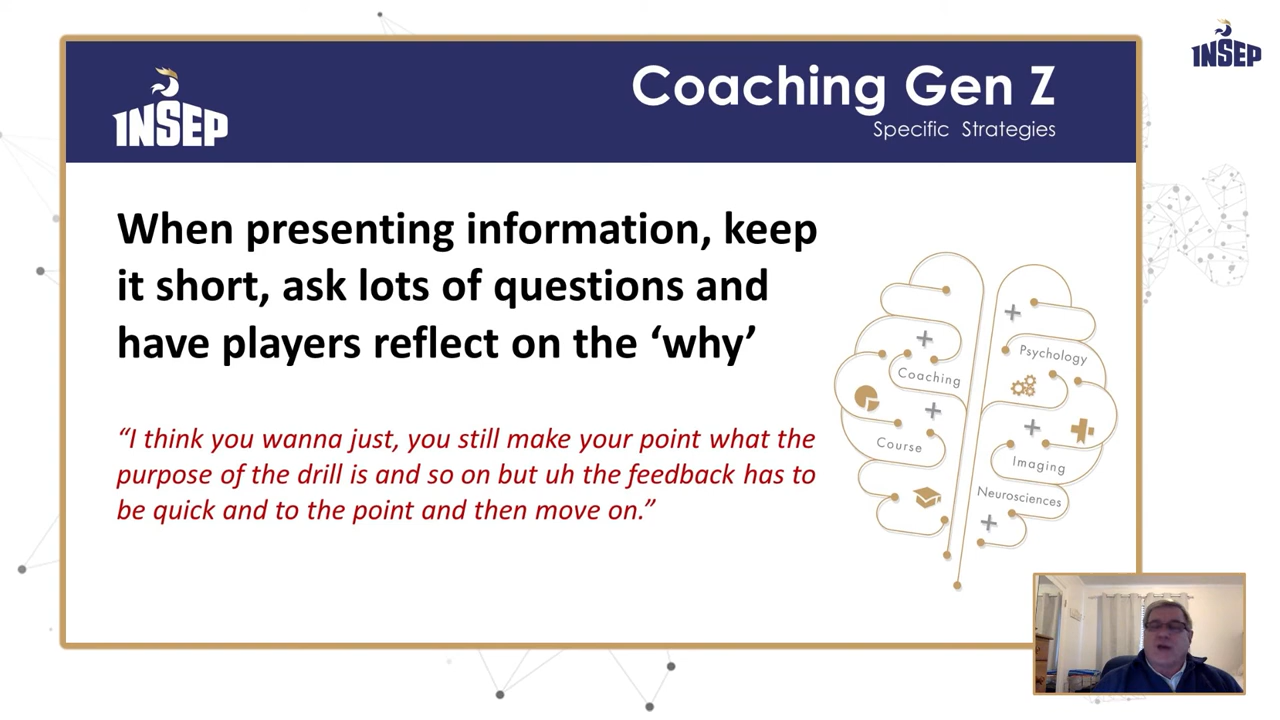 INSEP
INSEP
Coaching Gen Z
Specific Strategies
When presenting information, keep
it short, ask lots of questions and
have players reflect on the ‘why’
“I think you wanna just, you still make your point what the
purpose of the drill is and so on but uh the feedback has to
be quick and to the point and then move on.”
Coaching
Course
Psychology
Imaging
Neurosciences